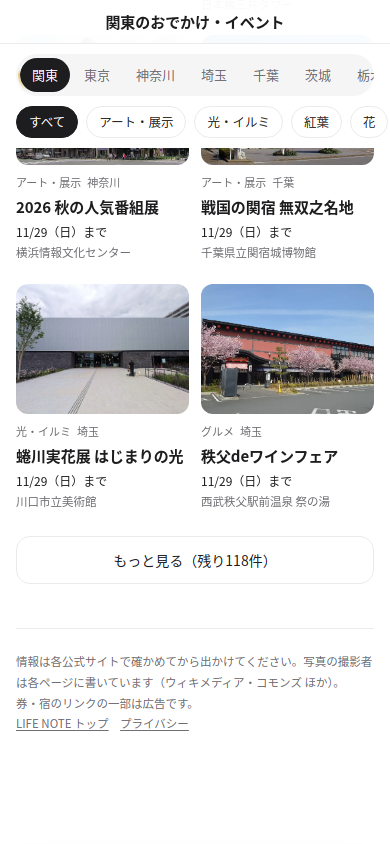 関東のおでかけ・イベント
関東 東京 神奈川 埼玉 千葉 茨城
すべて アート・展示 光・イルミ 紅葉 花
アート・展示 神奈川
2026 秋の人気番組展
11/29（日）まで
横浜情報文化センター
アート・展示 千葉
戦国の関宿 無双之名地
11/29（日）まで
千葉県立関宿城博物館
光・イルミ 埼玉
蜷川実花展 はじまりの光
11/29（日）まで
川口市立美術館
グルメ 埼玉
秩父deワインフェア
11/29（日）まで
西武秩父駅前温泉 祭の湯
もっと見る（残り118件）
情報は各公式サイトで確かめてから出かけてください。写真の撮影者
は各ページに書いています（ウィキメディア・コモンズ ほか）。
券・宿のリンクの一部は広告です。
LIFE NOTE トップ プライバシー